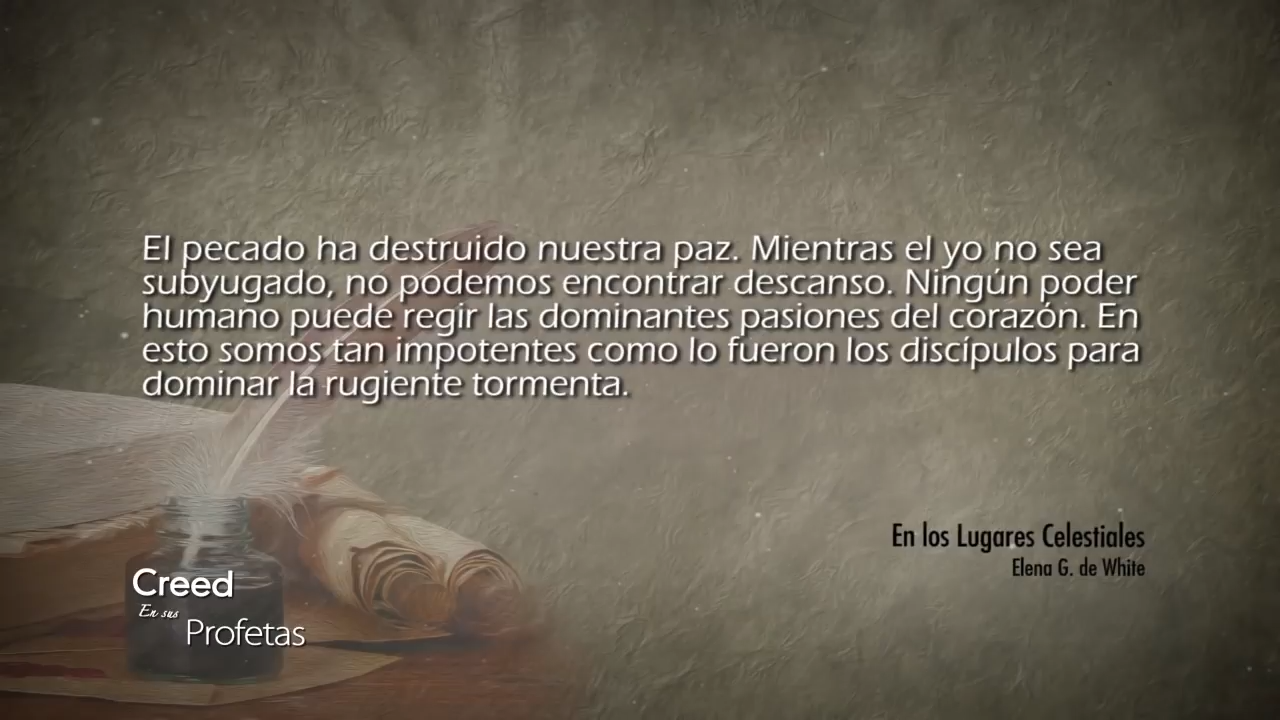 El pecado ha destruido nuestra paz. Mientras el yo no sea
subyugado, no podemos encontrar descanso. Ningún poder
humano puede regir las dominantes pasiones del corazón. En
esto somos tan impotentes como lo fueron los discípulos para
dominar la rugiente tormenta.
En los Lugares Celestiales
Elena G. de White
Creed
En sus
Profetas